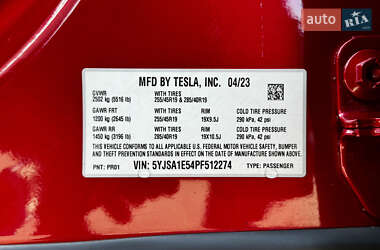 auto RIA
MFD BY TESLA, INC. 04/23
GVWR WITH TIRES
2502 kg (5516 lb) 255/45R19 & 285/40R19
GAWR FRT WITH TIRES RIMS COLD TIRE PRESSURE
1200 kg (2645 lb) 255/45R19 19X9.5J 290 kPa, 42 psi
GAWR RR WITH TIRES RIMS COLD TIRE PRESSURE
1450 kg (3196 lb) 285/40R19 19X10.5J 290 kPa, 42 psi
THIS VEHICLE CONFORMS TO ALL APPLICABLE U.S. FEDERAL MOTOR VEHICLE SAFETY, BUMPER
AND THEFT PREVENTION STANDARDS IN EFFECT ON THE DATE OF MANUFACTURE SHOWN ABOVE.
PNT: PR01 VIN: 5YJSA1E54PF512274 TYPE: PASSENGER